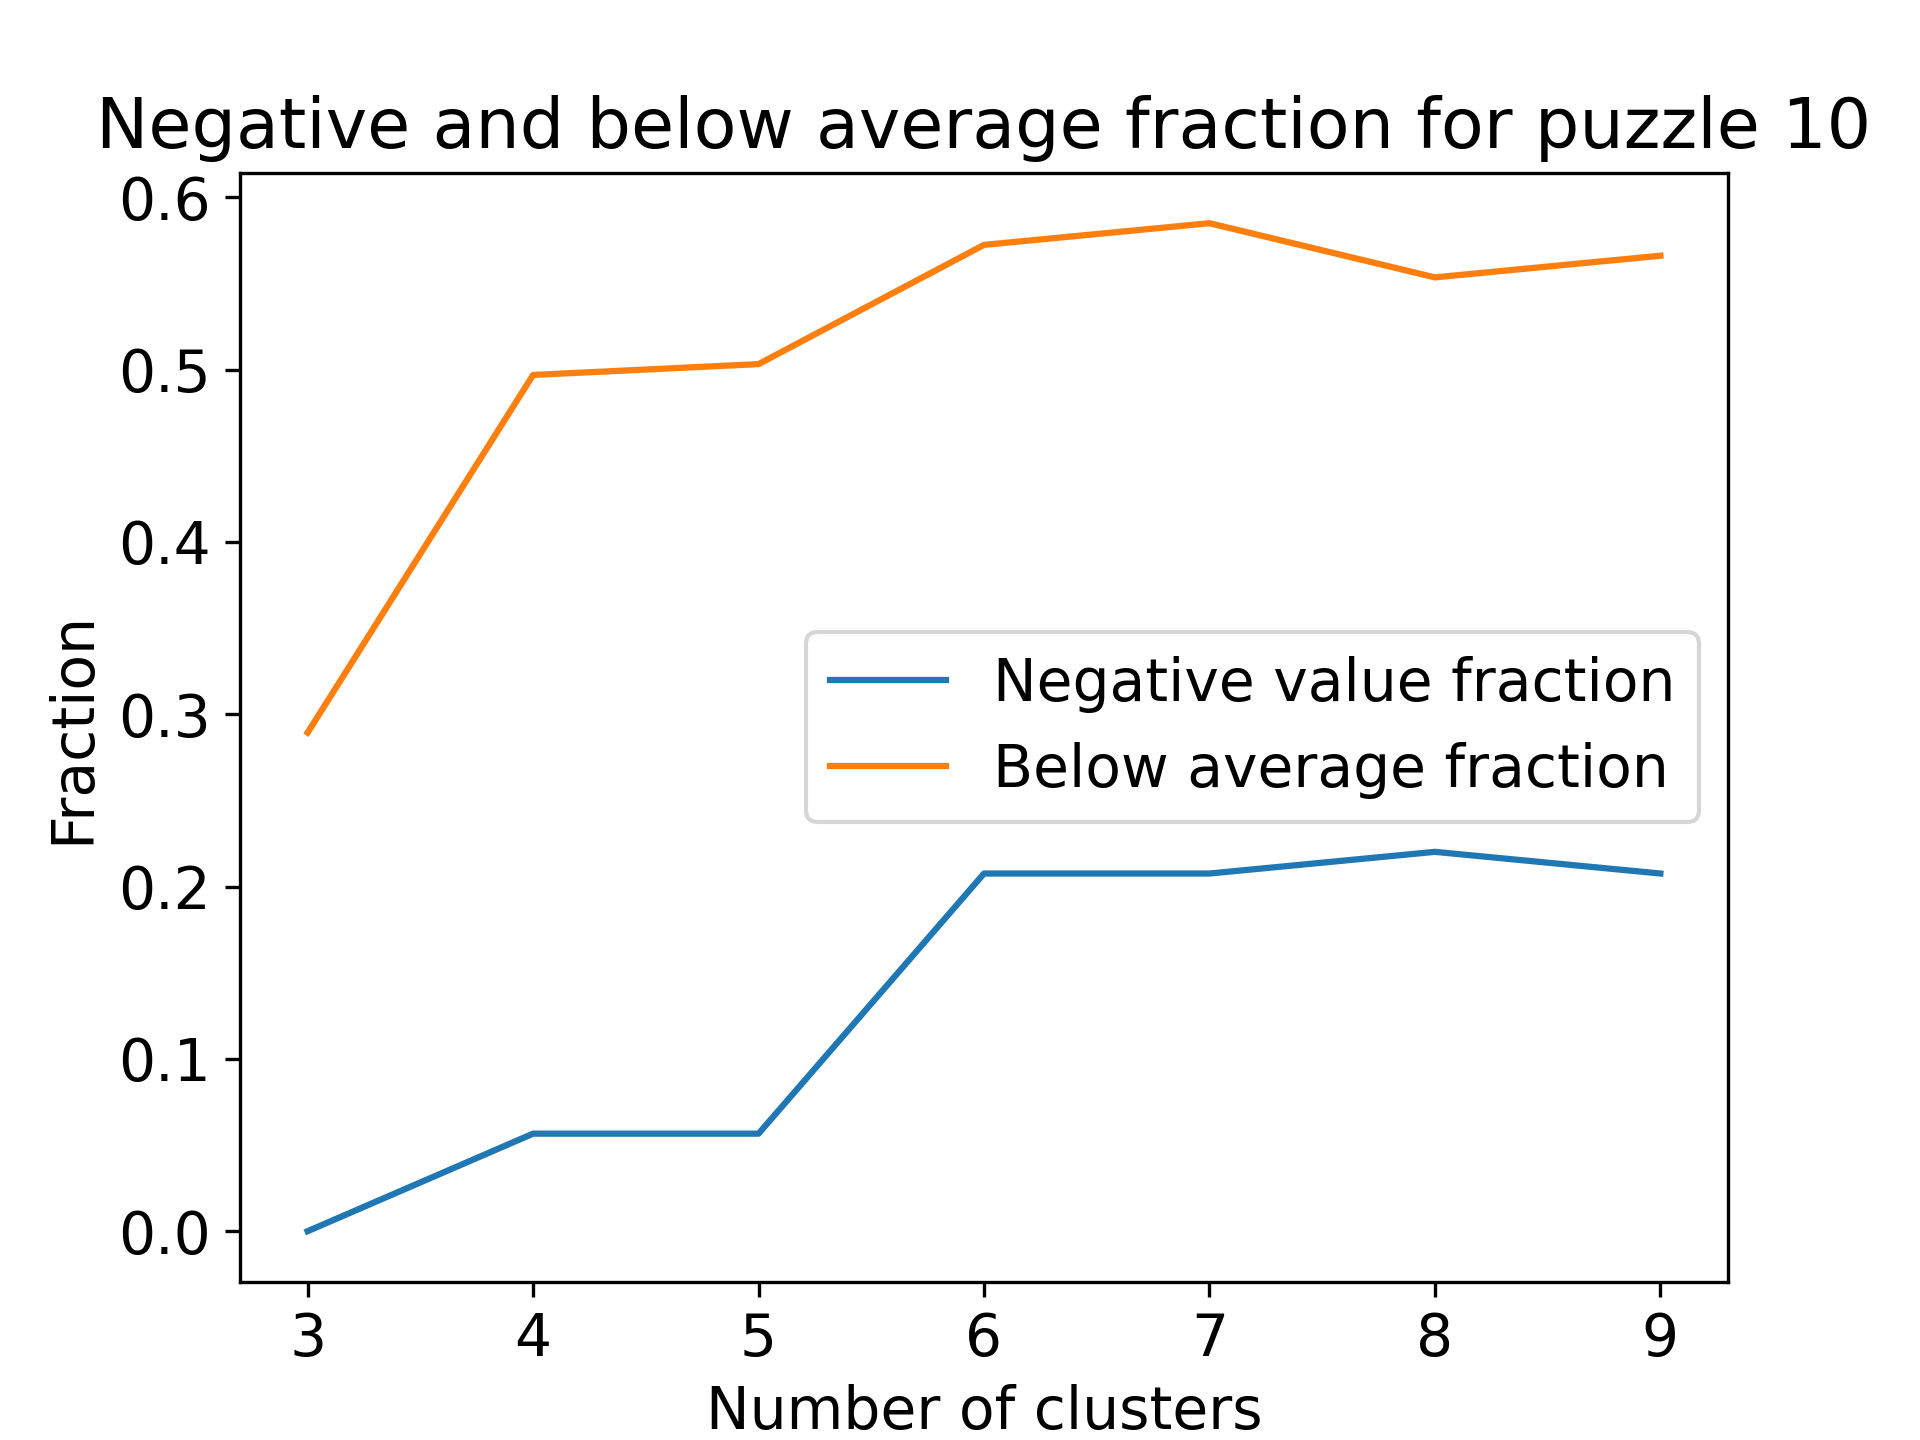 Negative and below average fraction for puzzle 10
0.6
0.5
0.4
0.3
0.2
0.1
0.0
Fraction
Negative value fraction
Below average fraction
3 4 5 6 7 8 9
Number of clusters